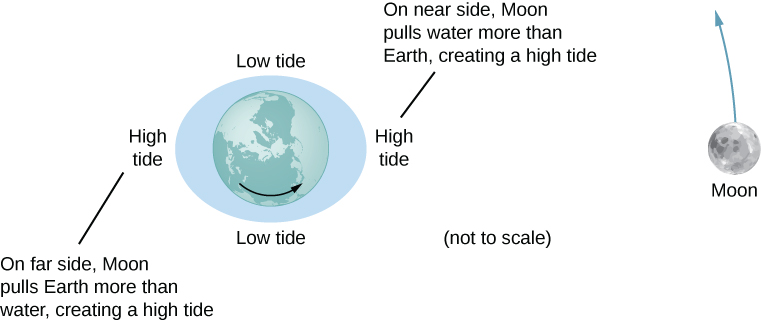 On near side, Moon
pulls water more than
Earth, creating a high tide
Low tide
High
tide
High
tide
Moon
Low tide
(not to scale)
On far side, Moon
pulls Earth more than
water, creating a high tide